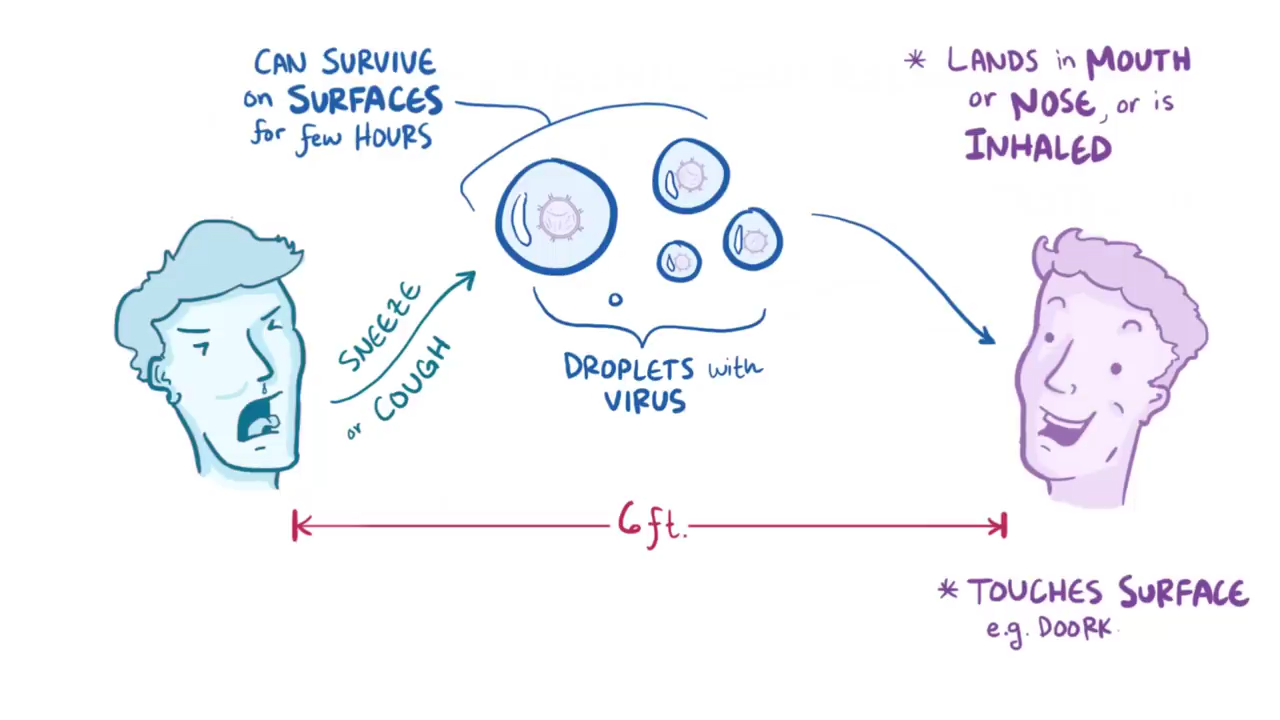 CAN SURVIVE
on SURFACES
for few HOURS
* LANDS in MOUTH
or NOSE, or is
INHALED
SNEEZE
or COUGH
DROPLETS with
VIRUS
6 ft.
* TOUCHES SURFACE
e.g. DOORK